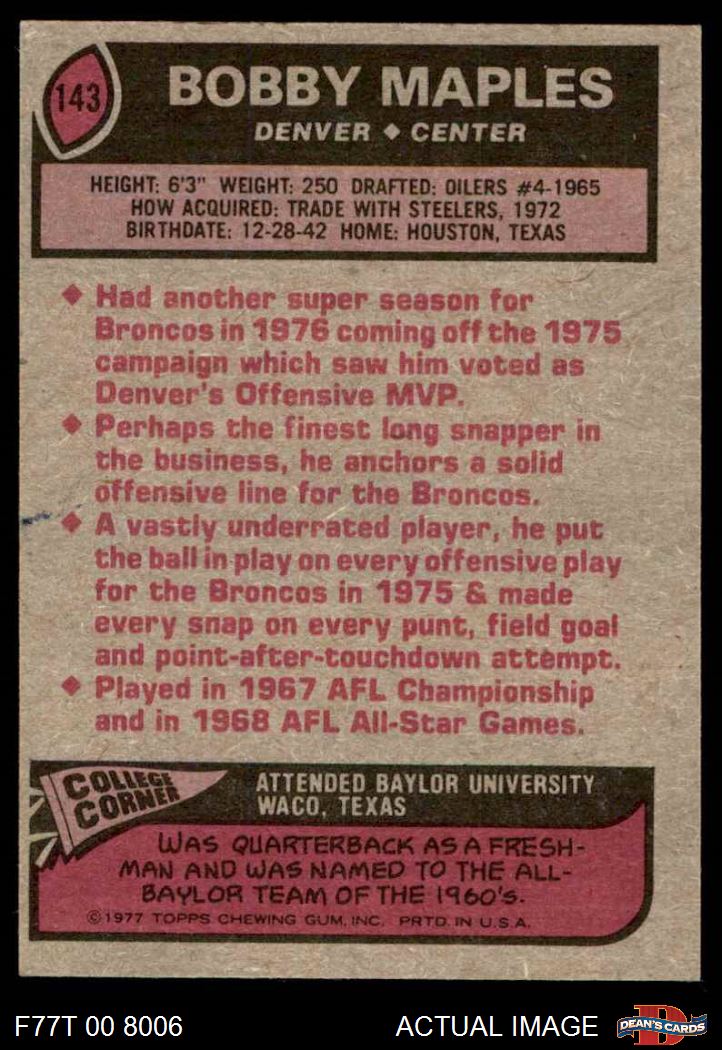 143
BOBBY MAPLES
DENVER ◆ CENTER
HEIGHT: 6'3" WEIGHT: 250 DRAFTED: OILERS #4-1965
HOW ACQUIRED: TRADE WITH STEELERS, 1972
BIRTHDATE: 12-28-42 HOME: HOUSTON, TEXAS
◆ Had another super season for
Broncos in 1976 coming off the 1975
campaign which saw him voted as
Denver's Offensive MVP.
◆ Perhaps the finest long snapper in
the business, he anchors a solid
offensive line for the Broncos.
◆ A vastly underrated player, he put
the ball in play on every offensive play
for the Broncos in 1975 & made
every snap on every punt, field goal
and point-after-touchdown attempt.
◆ Played in 1967 AFL Championship
and in 1968 AFL All-Star Games.
COLLEGE
CORNER
ATTENDED BAYLOR UNIVERSITY
WACO, TEXAS
WAS QUARTERBACK AS A FRESH-
MAN AND WAS NAMED TO THE ALL-
BAYLOR TEAM OF THE 1960'S.
©1977 TOPPS CHEWING GUM, INC. PRTD. IN U.S.A.
F77T 00 8006
ACTUAL IMAGE
D
DEAN'S CARDS